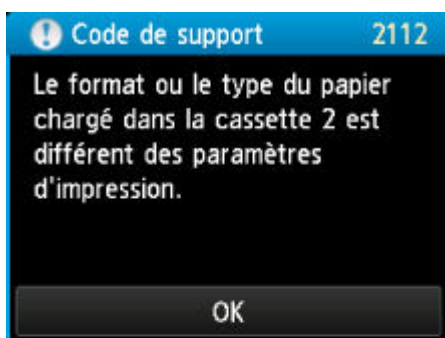 Code de support 2112
Le format ou le type du papier
chargé dans la cassette 2 est
différent des paramètres
d'impression.
OK